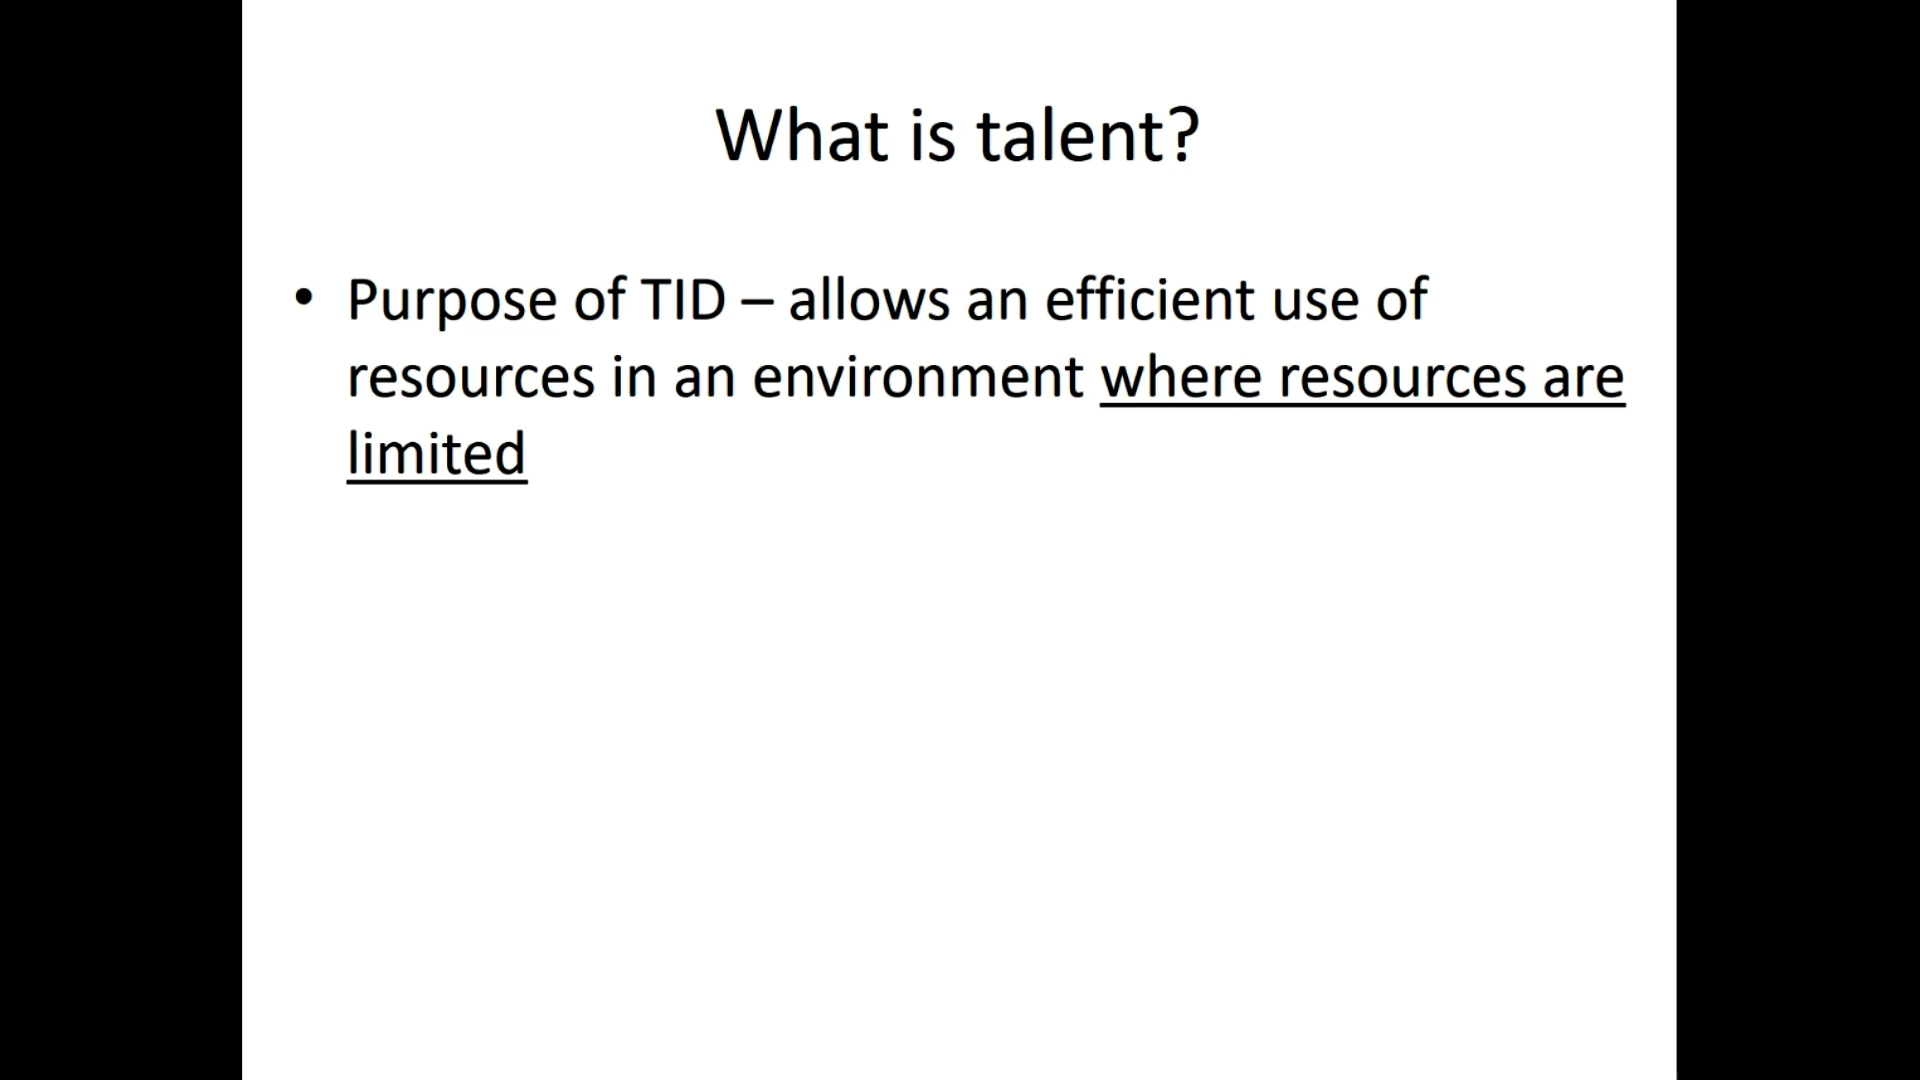 What is talent?
• Purpose of TID – allows an efficient use of
resources in an environment where resources are
limited